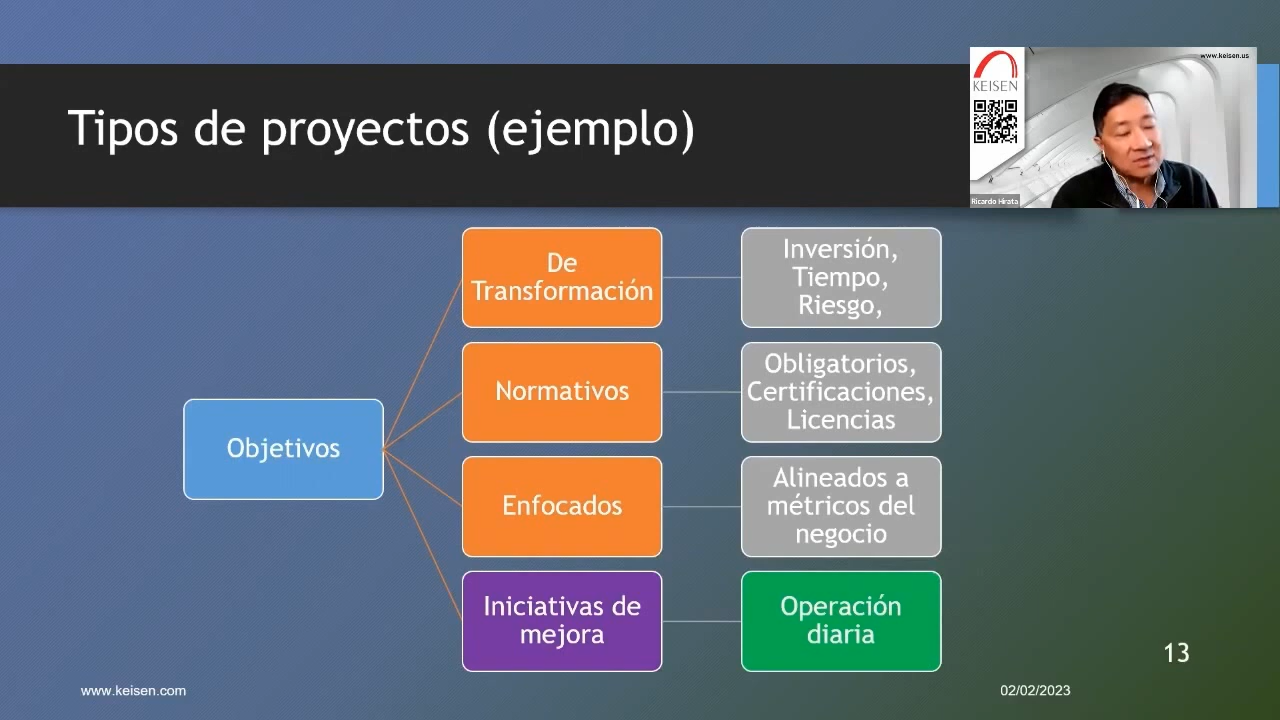 Tipos de proyectos (ejemplo)
www.keisen.us
KEISEN
Ricardo Hirata
Objetivos
De
Transformación
Inversión,
Tiempo,
Riesgo,
Normativos
Obligatorios,
Certificaciones,
Licencias
Enfocados
Alineados a
métricos del
negocio
Iniciativas de
mejora
Operación
diaria
13
www.keisen.com
02/02/2023